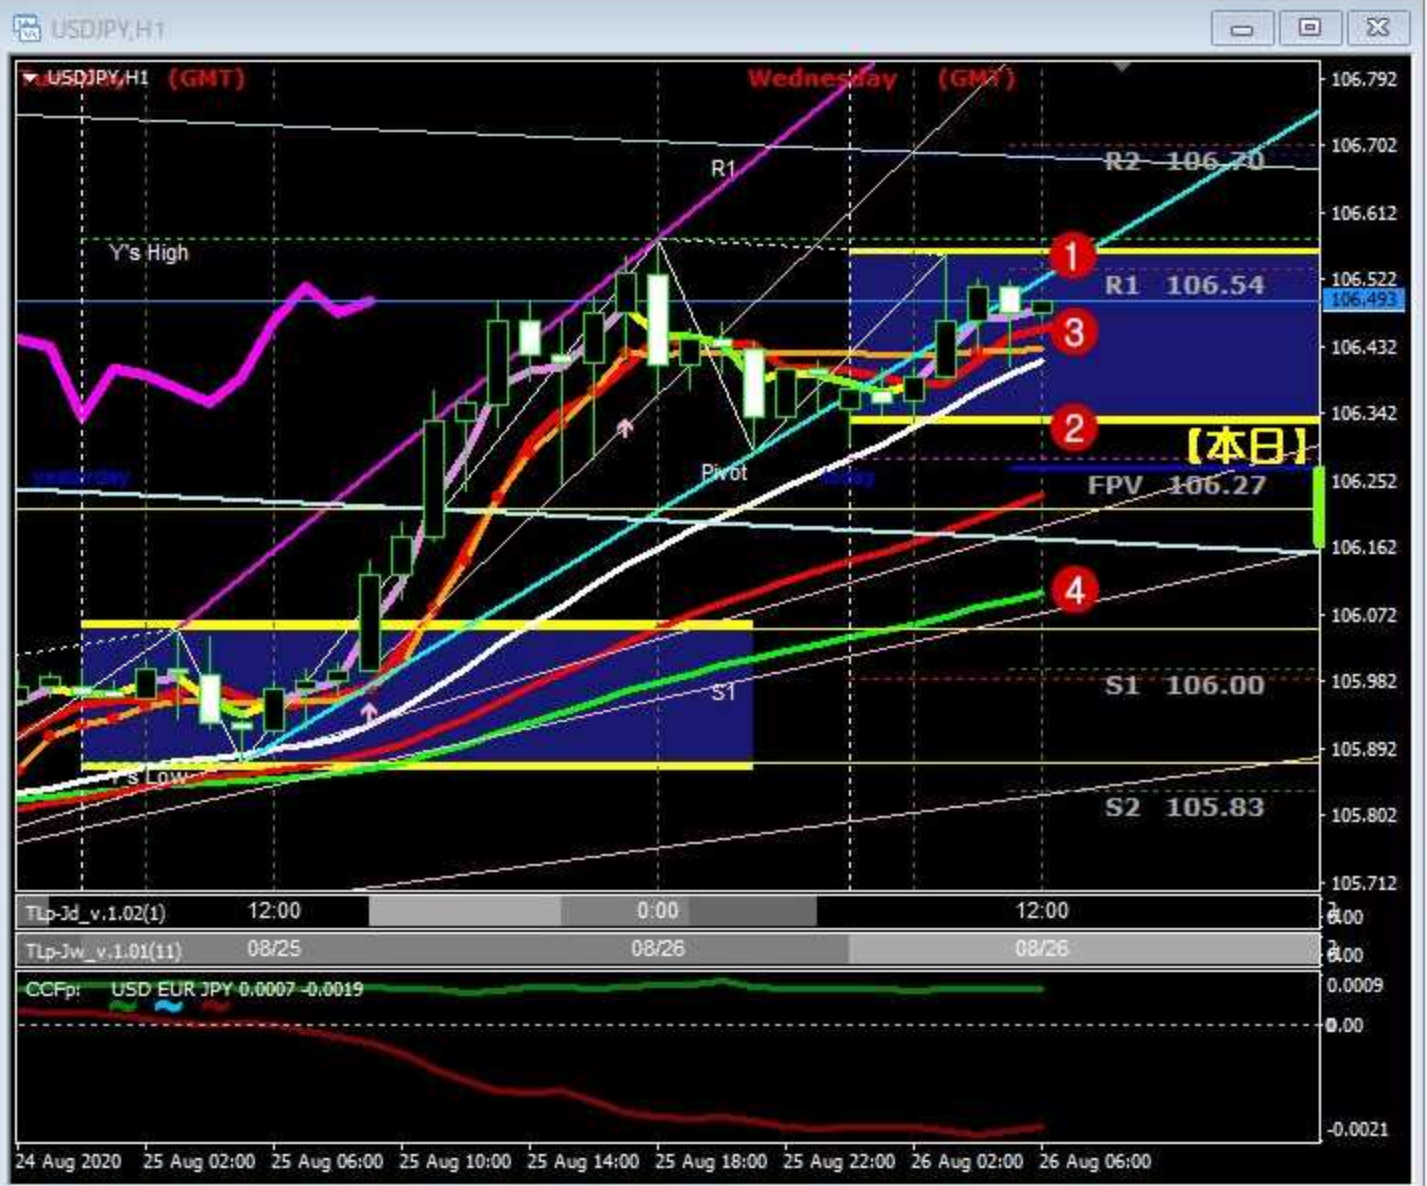 USDJPY,H1
USDJPY,H1
(GMT)
Wednesday (GMT)
106.792
R1
106.702
R2 106.70
106.612
Y's High
1
106.522
R1 106.54
106.493
3
106.432
106.342
2
【本日】
yesterday
Pivot
today
106.252
FPV 106.27
106.162
4
106.072
S1
S1 106.00
105.982
Y's Low
105.892
S2 105.83
105.802
105.712
TLp-Jd_v.1.02(1) 12:00 0:00 12:00
TLp-Jw_v.1.01(11) 08/25 08/26 08/26
CCFp: USD EUR JPY 0.0007 -0.0019
0.0009
0.00
-0.0021
24 Aug 2020 25 Aug 02:00 25 Aug 06:00 25 Aug 10:00 25 Aug 14:00 25 Aug 18:00 25 Aug 22:00 26 Aug 02:00 26 Aug 06:00